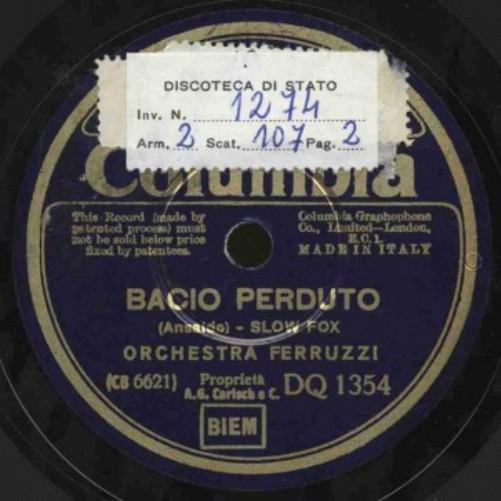 DISCOTECA DI STATO
Inv. N. 1274
Arm. 2 Scat. 107 Pag. 2
Columbia
This Record (made by
patented process) must
not be sold below price
fixed by patentees.
Columbia Graphophone
Co., Limited—London,
E.C.1.
MADE IN ITALY
BACIO PERDUTO
(Ansaldo) - SLOW FOX
ORCHESTRA FERRUZZI
(CB 6621) Proprietà
A.G. Carisch e C. DQ 1354
BIEM